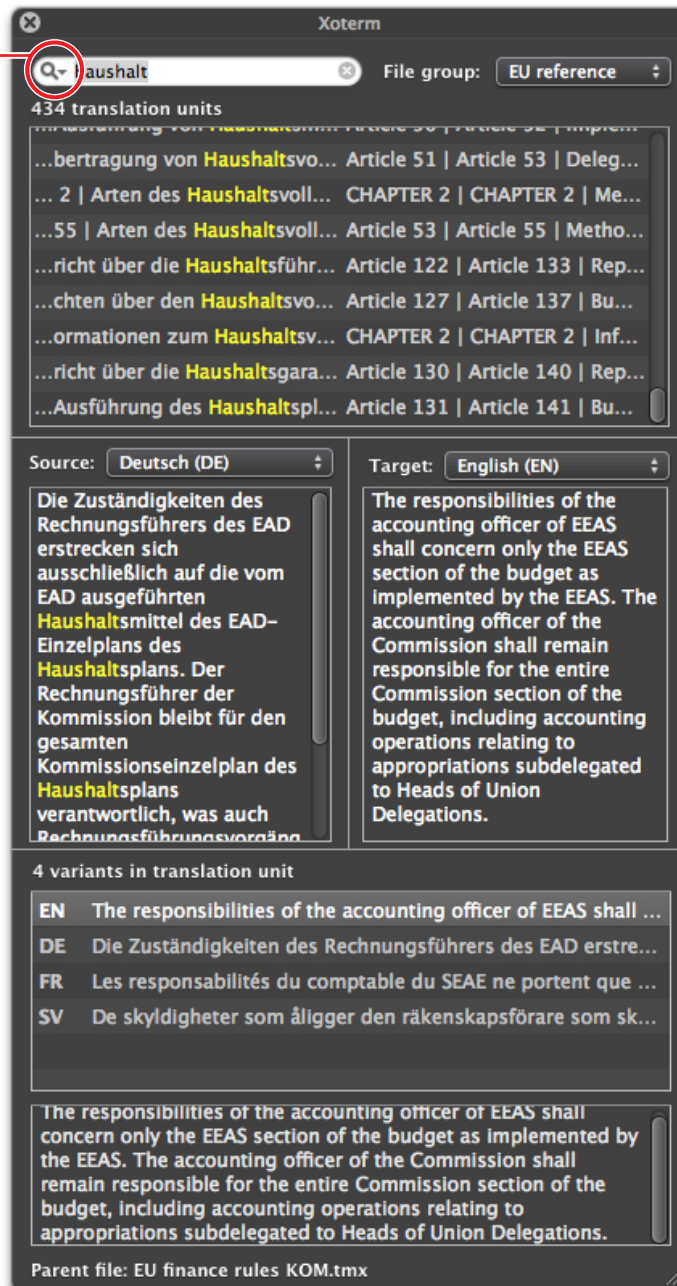 Xoterm
haushalt File group: EU reference
434 translation units
...Ausführung von Haushaltsm... Article 50 | Article 52 | Imple...
...bertragung von Haushaltsvo... Article 51 | Article 53 | Deleg...
... 2 | Arten des Haushaltsvoll... CHAPTER 2 | CHAPTER 2 | Me...
...55 | Arten des Haushaltsvoll... Article 53 | Article 55 | Metho...
...richt über die Haushaltsführ... Article 122 | Article 133 | Rep...
...chten über den Haushaltsvo... Article 127 | Article 137 | Bu...
...ormationen zum Haushaltsv... CHAPTER 2 | CHAPTER 2 | Inf...
...richt über die Haushaltsgara... Article 130 | Article 140 | Rep...
...Ausführung des Haushaltspl... Article 131 | Article 141 | Bu...
Source: Deutsch (DE)
Die Zuständigkeiten des
Rechnungsführers des EAD
erstrecken sich
ausschließlich auf die vom
EAD ausgeführten
Haushaltsmittel des EAD-
Einzelplans des
Haushaltsplans. Der
Rechnungsführer der
Kommission bleibt für den
gesamten
Kommissionseinzelplan des
Haushaltsplans
verantwortlich, was auch
Rechnungsführungsvorgäng
Target: English (EN)
The responsibilities of the
accounting officer of EEAS
shall concern only the EEAS
section of the budget as
implemented by the EEAS. The
accounting officer of the
Commission shall remain
responsible for the entire
Commission section of the
budget, including accounting
operations relating to
appropriations subdelegated
to Heads of Union
Delegations.
4 variants in translation unit
EN The responsibilities of the accounting officer of EEAS shall ...
DE Die Zuständigkeiten des Rechnungsführers des EAD erstre...
FR Les responsabilités du comptable du SEAE ne portent que ...
SV De skyldigheter som åligger den räkenskapsförare som sk...
The responsibilities of the accounting officer of EEAS shall
concern only the EEAS section of the budget as implemented by
the EEAS. The accounting officer of the Commission shall
remain responsible for the entire Commission section of the
budget, including accounting operations relating to
appropriations subdelegated to Heads of Union Delegations.
Parent file: EU finance rules KOM.tmx